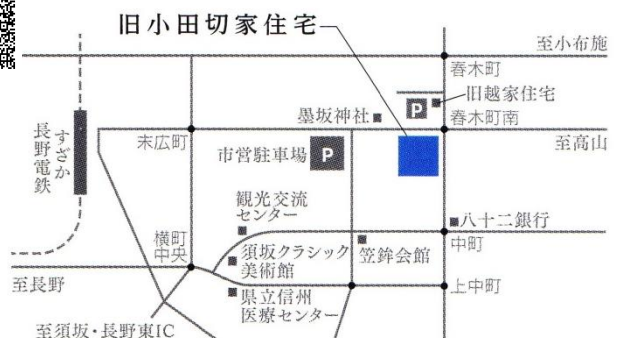 旧小田切家住宅
至小布施
春木町
旧越家住宅
P
墨坂神社
春木町南
末広町
市営駐車場
P
至高山
すざか
長野電鉄
観光交流
センター
八十二銀行
横町
中央
須坂クラシック
美術館
笠鉾会館
中町
至長野
県立信州
医療センター
上中町
至須坂・長野東IC